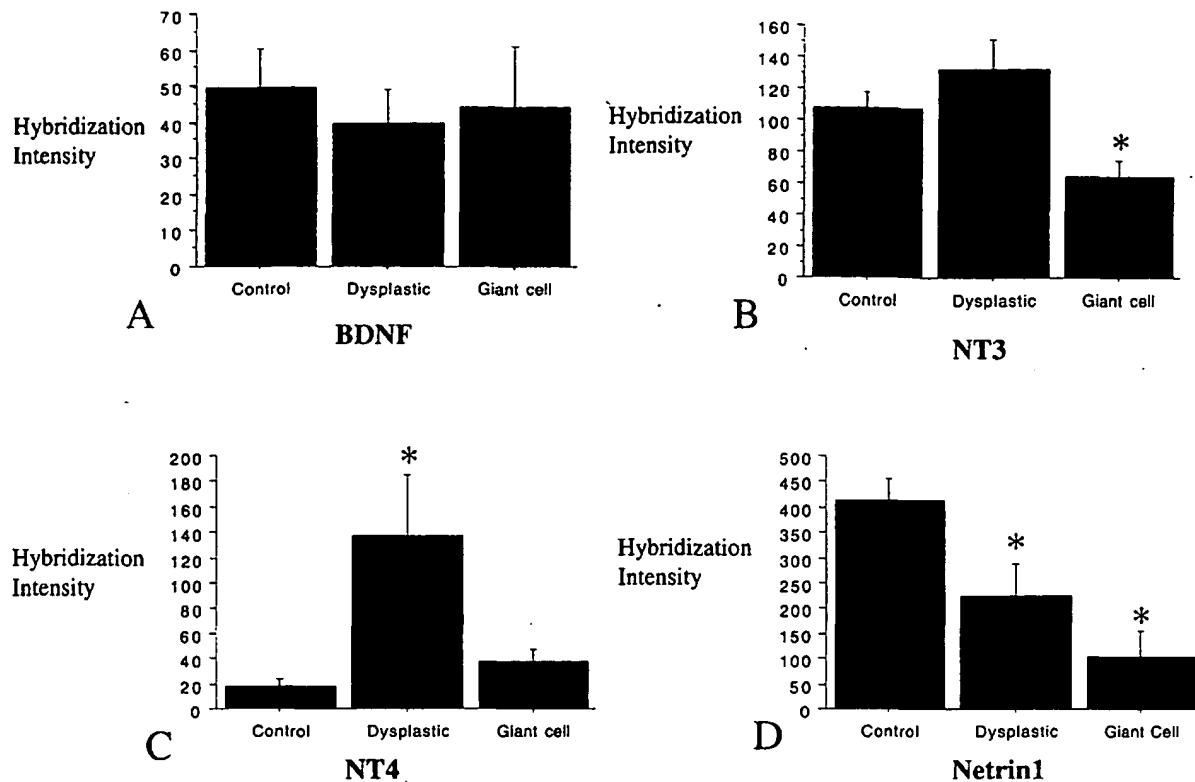 70
60
50
40
30
20
10
0
Hybridization
Intensity
Control
Dysplastic
Giant cell
A
BDNF
160
140
120
100
80
60
40
20
0
Hybridization
Intensity
*
Control
Dysplastic
Giant cell
B
NT3
200
180
160
140
120
100
80
60
40
20
0
Hybridization
Intensity
*
Control
Dysplastic
Giant cell
C
NT4
500
450
400
350
300
250
200
150
100
50
0
Hybridization
Intensity
*
*
Control
Dysplastic
Giant cell
D
Netrin1